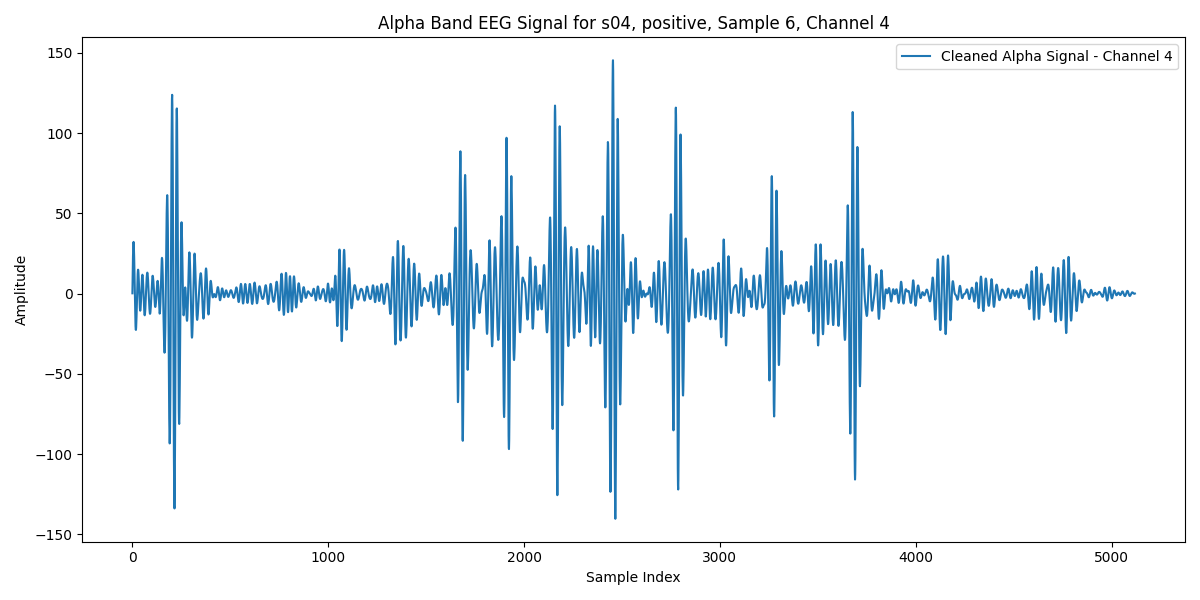 Alpha Band EEG Signal for s04, positive, Sample 6, Channel 4
Cleaned Alpha Signal - Channel 4
Amplitude
150
100
50
0
−50
−100
−150
0 1000 2000 3000 4000 5000
Sample Index